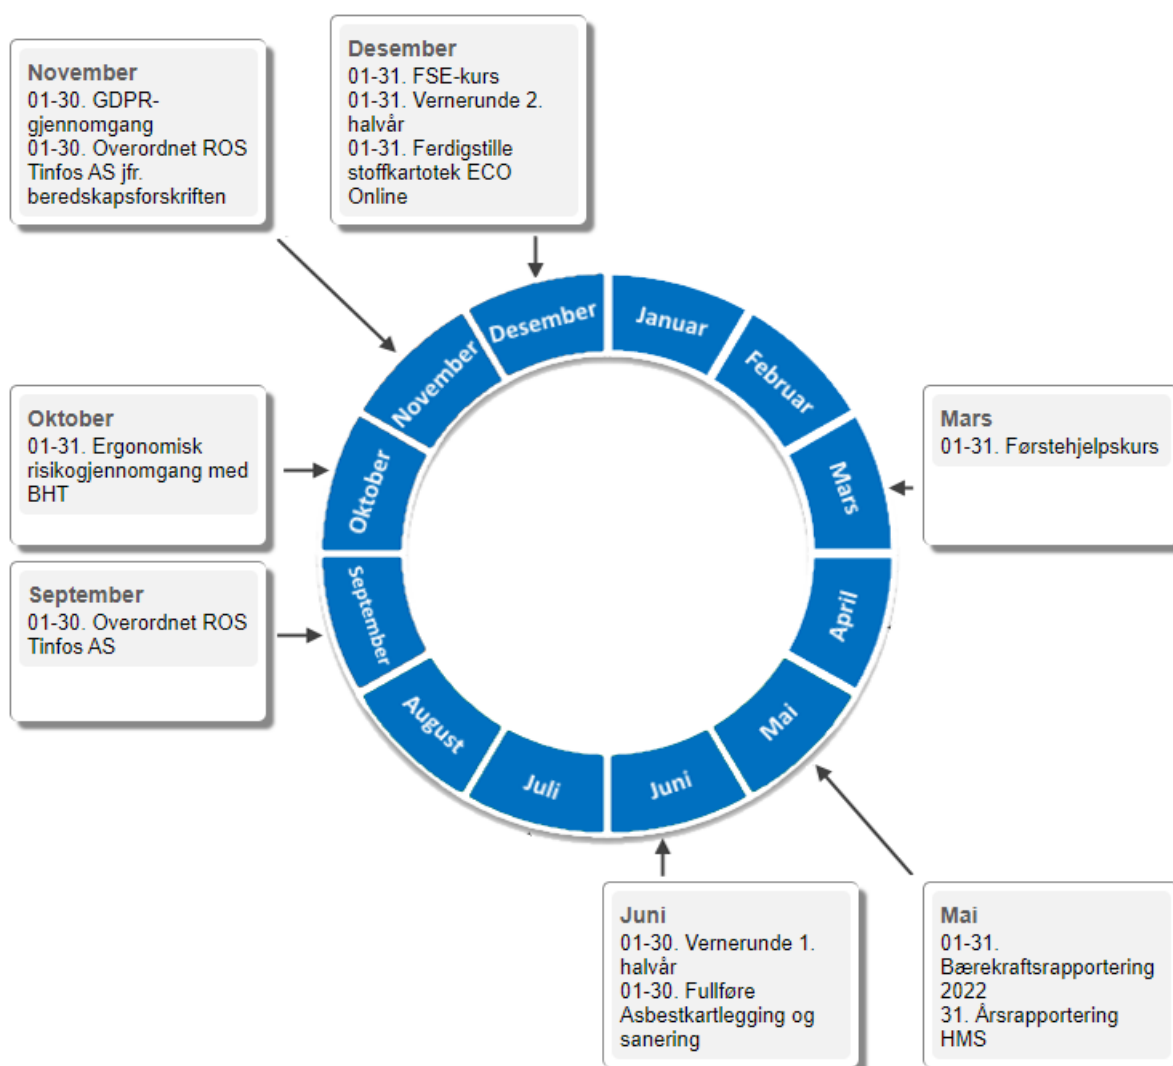 November
01-30. GDPR-
gjennomgang
01-30. Overordnet ROS
Tinfos AS jfr.
beredskapsforskriften
Desember
01-31. FSE-kurs
01-31. Vernerunde 2.
halvår
01-31. Ferdigstille
stoffkartotek ECO
Online
Desember
Januar
Februar
Mars
April
Mai
Juni
Juli
August
September
Oktober
November
Oktober
01-31. Ergonomisk
risikogjennomgang med
BHT
Mars
01-31. Førstehjelpskurs
September
01-30. Overordnet ROS
Tinfos AS
Juni
01-30. Vernerunde 1.
halvår
01-30. Fullføre
Asbestkartlegging og
sanering
Mai
01-31.
Bærekraftsrapportering
2022
31. Årsrapportering
HMS